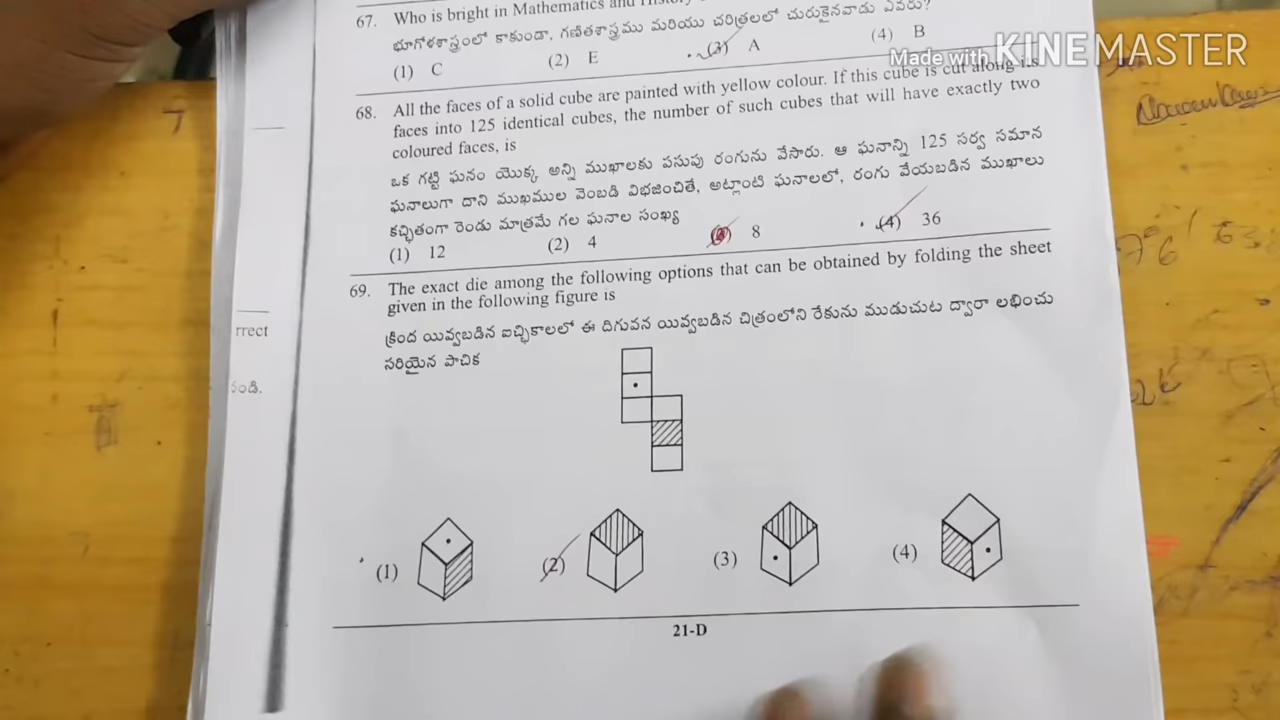 67. Who is bright in Mathematics and History
భూగోళశాస్త్రంలో కాకుండా, గణితశాస్త్రము మరియు చరిత్రలలో చురుకైనవాడు ఎవరు?
(1) C (2) E (3) A (4) B
Made with KINEMASTER
68. All the faces of a solid cube are painted with yellow colour. If this cube is cut along its
faces into 125 identical cubes, the number of such cubes that will have exactly two
coloured faces, is
ఒక గట్టి ఘనం యొక్క అన్ని ముఖాలకు పసుపు రంగును వేసారు. ఆ ఘనాన్ని 125 సర్వ సమాన
ఘనాలుగా దాని ముఖముల వెంబడి విభజించితే, అట్లాంటి ఘనాలలో, రంగు వేయబడిన ముఖాలు
కచ్చితంగా రెండు మాత్రమే గల ఘనాల సంఖ్య
(1) 12 (2) 4 8 (4) 36
69. The exact die among the following options that can be obtained by folding the sheet
given in the following figure is
క్రింద యివ్వబడిన ఐచ్ఛికాలలో ఈ దిగువన యివ్వబడిన చిత్రంలోని రేకును ముడుచుట ద్వారా లభించు
సరియైన పాచిక
(1) (2) (3) (4)
21-D
rrect
ండి.